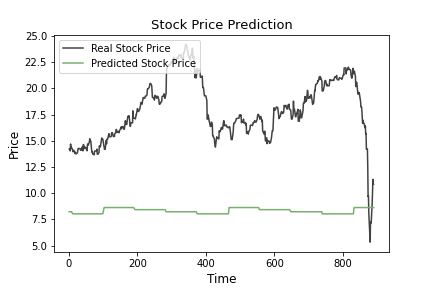 Stock Price Prediction
Real Stock Price
Predicted Stock Price
25.0
22.5
20.0
17.5
15.0
12.5
10.0
7.5
5.0
Price
0 200 400 600 800
Time